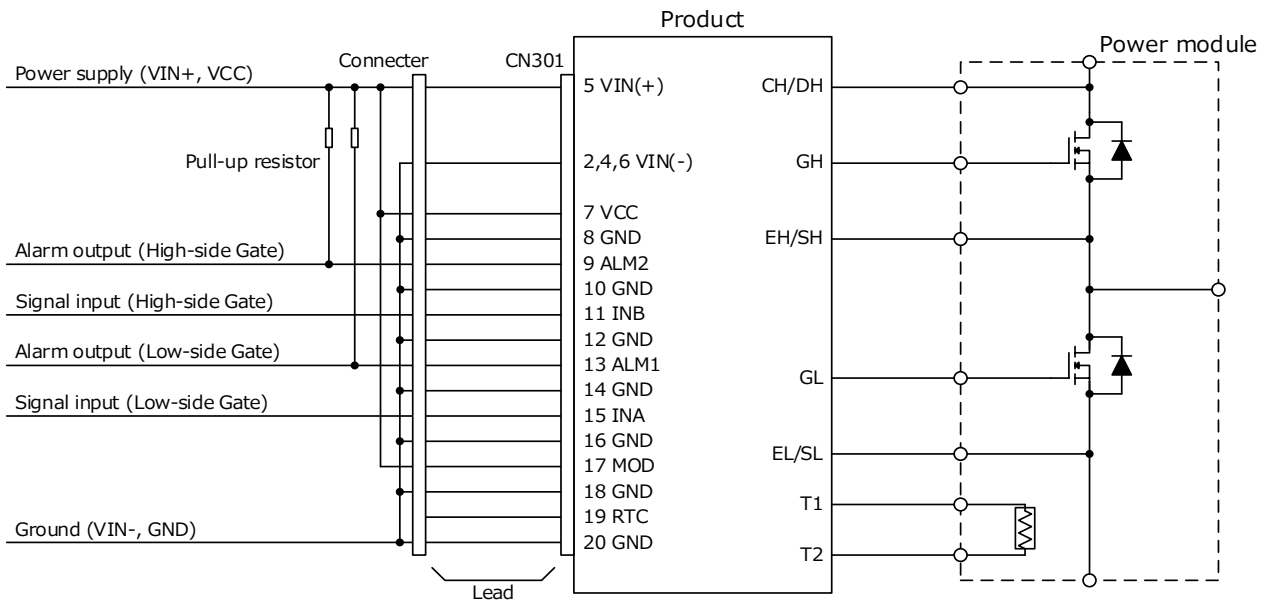 Product
Power module
Connecter
CN301
Power supply (VIN+, VCC)
5 VIN(+)
CH/DH
Pull-up resistor
2,4,6 VIN(-)
GH
7 VCC
8 GND
EH/SH
Alarm output (High-side Gate)
9 ALM2
10 GND
Signal input (High-side Gate)
11 INB
12 GND
Alarm output (Low-side Gate)
13 ALM1
GL
14 GND
Signal input (Low-side Gate)
15 INA
16 GND
EL/SL
17 MOD
18 GND
T1
19 RTC
Ground (VIN-, GND)
20 GND
T2
Lead